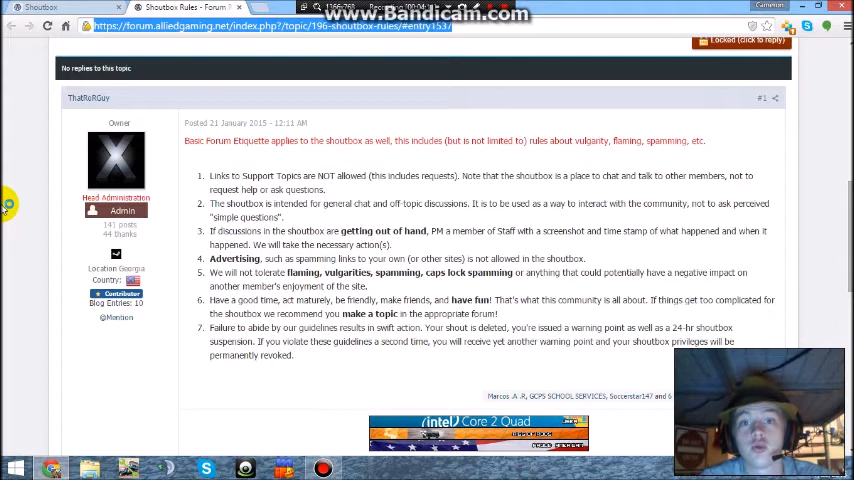 Shoutbox
Shoutbox Rules - Forum R
1366x768
Recording
www.Bandicam.com
Cameron
https://forum.alliedgaming.net/index.php?/topic/196-shoutbox-rules/#entry1537
Locked (click to reply)
No replies to this topic
ThatRoRGuy
#1
Owner
Posted 21 January 2015 - 12:11 AM
Basic Forum Etiquette applies to the shoutbox as well, this includes (but is not limited to) rules about vulgarity, flaming, spamming, etc.
Head Administration
Admin
141 posts
44 thanks
Location Georgia
Country:
Contributor
Blog Entries: 10
@Mention
1. Links to Support Topics are NOT allowed (this includes requests). Note that the shoutbox is a place to chat and talk to other members, not to
request help or ask questions.
2. The shoutbox is intended for general chat and off-topic discussions. It is to be used as a way to interact with the community, not to ask perceived
"simple questions".
3. If discussions in the shoutbox are getting out of hand, PM a member of Staff with a screenshot and time stamp of what happened and when it
happened. We will take the necessary action(s).
4. Advertising, such as spamming links to your own (or other sites) is not allowed in the shoutbox.
5. We will not tolerate flaming, vulgarities, spamming, caps lock spamming or anything that could potentially have a negative impact on
another member's enjoyment of the site.
6. Have a good time, act maturely, be friendly, make friends, and have fun! That's what this community is all about. If things get too complicated for
the shoutbox we recommend you make a topic in the appropriate forum!
7. Failure to abide by our guidelines results in swift action. Your shout is deleted, you're issued a warning point as well as a 24-hr shoutbox
suspension. If you violate these guidelines a second time, you will receive yet another warning point and your shoutbox privileges will be
permanently revoked.
Marcos .A .R, GCPS SCHOOL SERVICES, Soccerstar147 and 6
intel Core 2 Quad